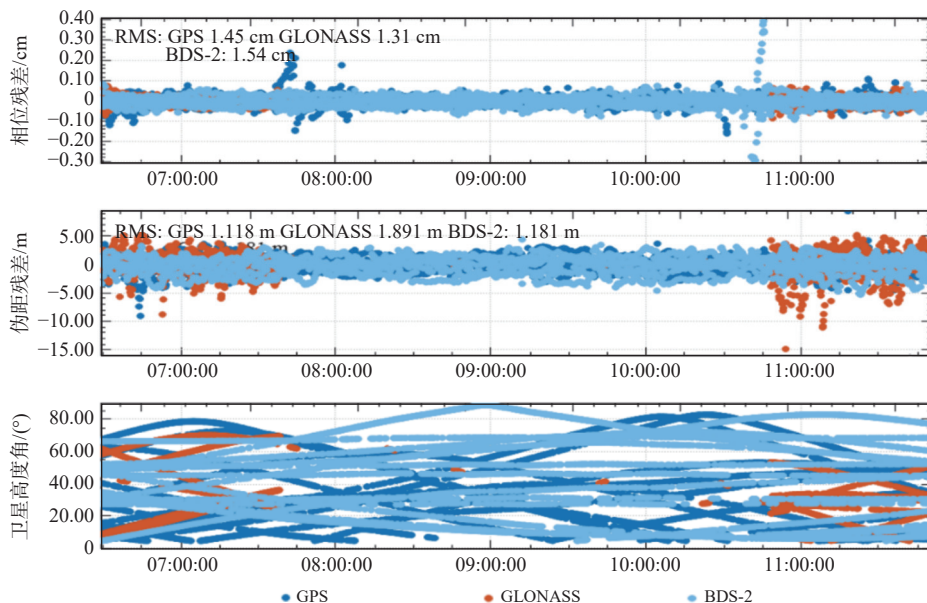 相位残差/cm
0.40
0.30
0.20
0.10
0
−0.10
−0.20
−0.30
RMS: GPS 1.45 cm GLONASS 1.31 cm
BDS-2: 1.54 cm
07:00:00 08:00:00 09:00:00 10:00:00 11:00:00
伪距残差/m
5.00
0
−5.00
−10.00
−15.00
RMS: GPS 1.118 m GLONASS 1.891 m BDS-2: 1.181 m
07:00:00 08:00:00 09:00:00 10:00:00 11:00:00
卫星高度角/(°)
80.00
60.00
40.00
20.00
0
07:00:00 08:00:00 09:00:00 10:00:00 11:00:00
GPS GLONASS BDS-2